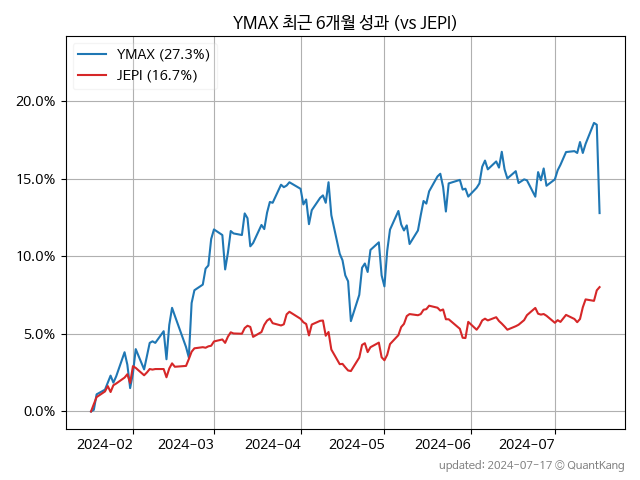 YMAX 최근 6개월 성과 (vs JEPI)
YMAX (27.3%)
JEPI (16.7%)
20.0%
15.0%
10.0%
5.0%
0.0%
2024-02 2024-03 2024-04 2024-05 2024-06 2024-07
updated: 2024-07-17 © QuantKang